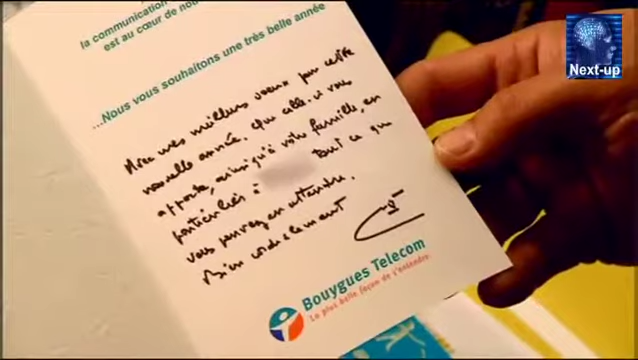 la communication
est au cœur de no
...Nous vous souhaitons une très belle année
Avec mes meilleurs vœux pour cette
nouvelle année. Qu'elle vous
apporte, ainsi qu'à votre famille, en
particulier à tout ce que
vous pouvez en attendre.
Bien cordialement
Bouygues Telecom
La plus belle façon de s'entendre
Next-up